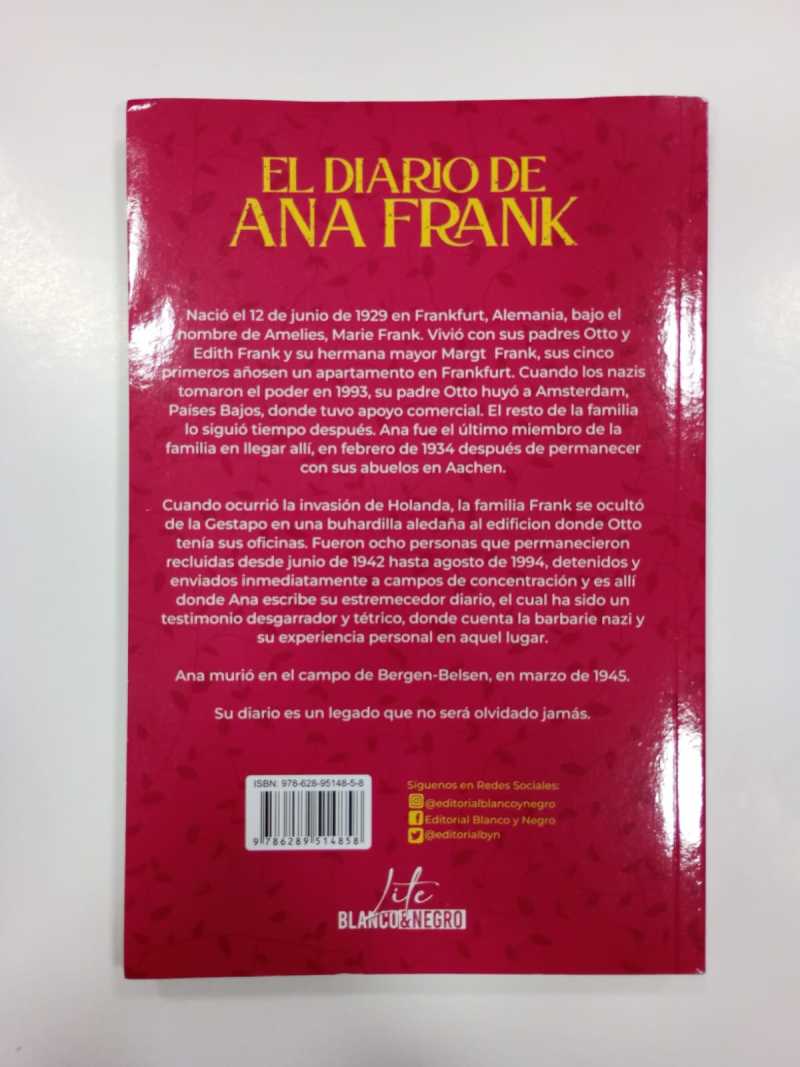 EL DIARIO DE
ANA FRANK
Nació el 12 de junio de 1929 en Frankfurt, Alemania, bajo el
nombre de Amelies, Marie Frank. Vivió con sus padres Otto y
Edith Frank y su hermana mayor Margt Frank, sus cinco
primeros añosen un apartamento en Frankfurt. Cuando los nazis
tomaron el poder en 1993, su padre Otto huyó a Amsterdam,
Países Bajos, donde tuvo apoyo comercial. El resto de la familia
lo siguió tiempo después. Ana fue el último miembro de la
familia en llegar allí, en febrero de 1934 después de permanecer
con sus abuelos en Aachen.
Cuando ocurrió la invasión de Holanda, la familia Frank se ocultó
de la Gestapo en una buhardilla aledaña al edificion donde Otto
tenía sus oficinas. Fueron ocho personas que permanecieron
recluidas desde junio de 1942 hasta agosto de 1994, detenidos y
enviados inmediatamente a campos de concentración y es allí
donde Ana escribe su estremecedor diario, el cual ha sido un
testimonio desgarrador y tétrico, donde cuenta la barbarie nazi y
su experiencia personal en aquel lugar.
Ana murió en el campo de Bergen-Belsen, en marzo de 1945.
Su diario es un legado que no será olvidado jamás.
ISBN: 978-628-95148-5-8
9 786289 514858
Síguenos en Redes Sociales:
@editorialblancoynegro
Editorial Blanco y Negro
@editorialbyn
Lite
BLANCO&NEGRO